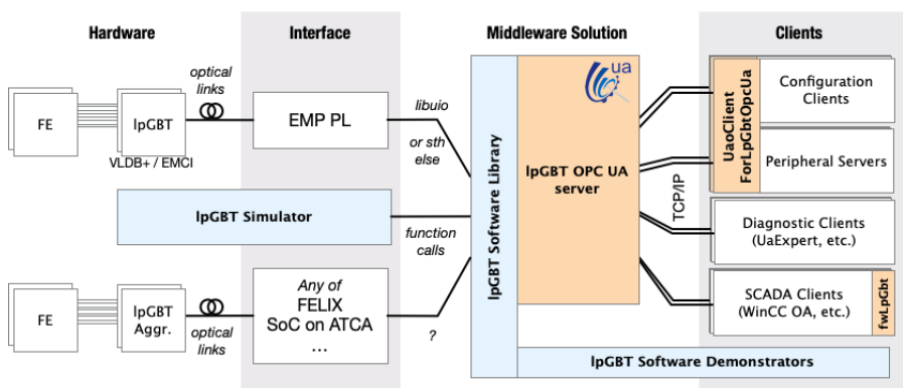 Hardware
Interface
Middleware Solution
Clients
optical
links
FE
lpGBT
VLDB+ / EMCI
EMP PL
libuio
or sth
else
lpGBT Simulator
function
calls
FE
lpGBT
Aggr.
optical
links
Any of
FELIX
SoC on ATCA
...
?
lpGBT Software Library
ua
lpGBT OPC UA
server
TCP/IP
UaoClient
ForLpGbtOpcUa
Configuration
Clients
Peripheral Servers
Diagnostic Clients
(UaExpert, etc.)
SCADA Clients
(WinCC OA, etc.)
fwLpGbt
lpGBT Software Demonstrators